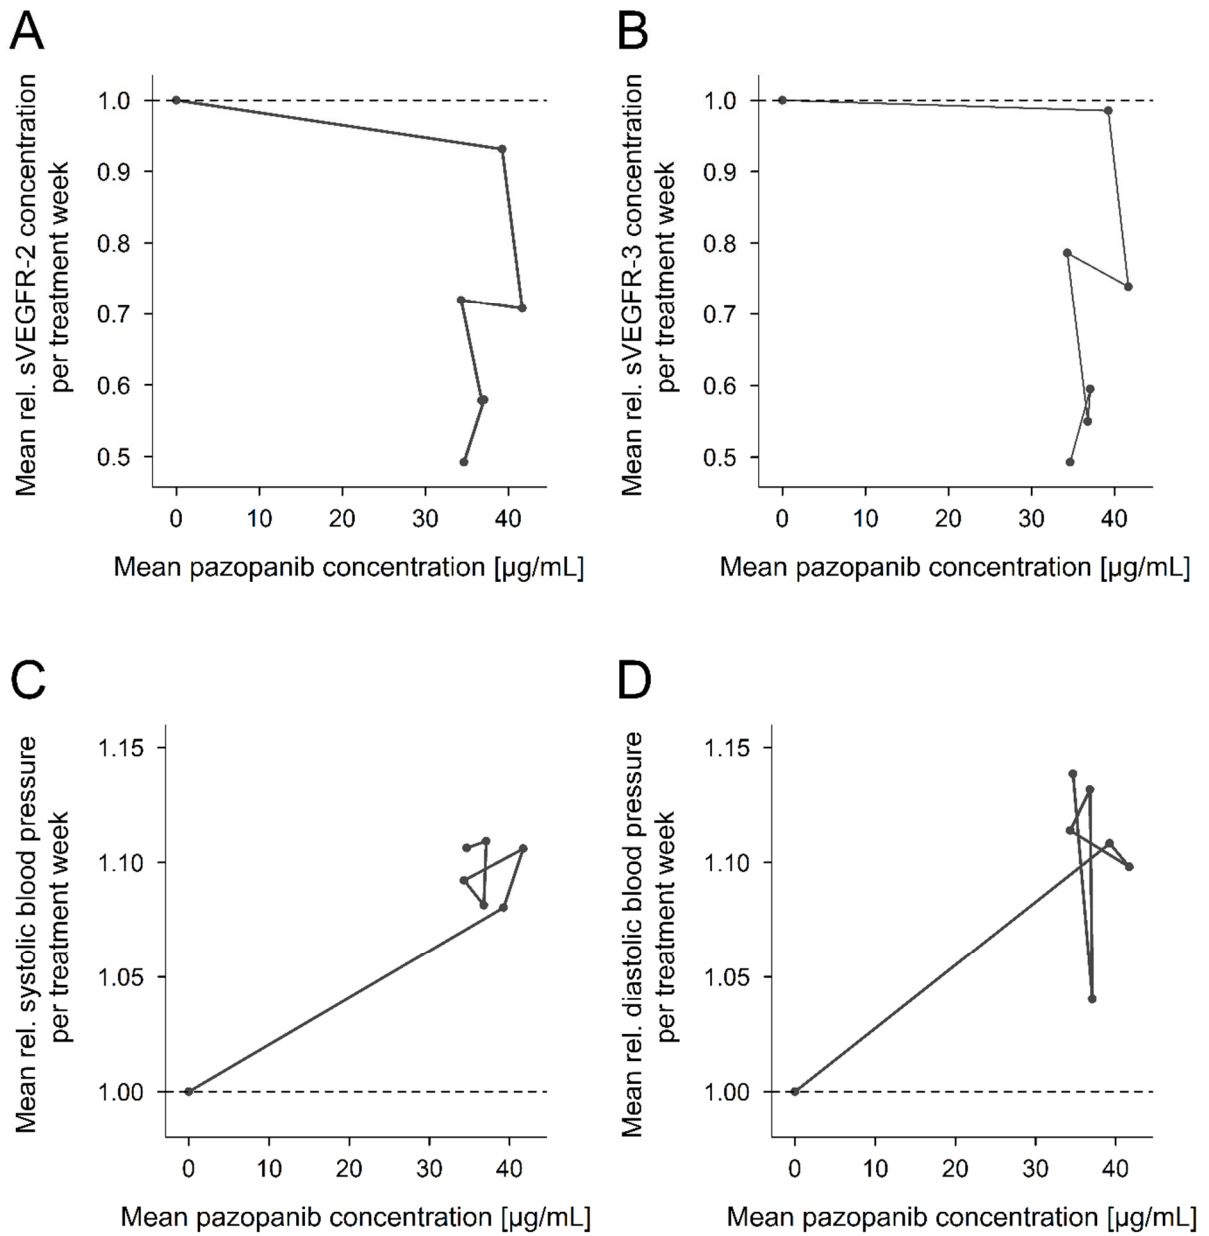 A
Mean rel. sVEGFR-2 concentration
per treatment week
1.0
0.9
0.8
0.7
0.6
0.5
0 10 20 30 40
Mean pazopanib concentration [µg/mL]
B
Mean rel. sVEGFR-3 concentration
per treatment week
1.0
0.9
0.8
0.7
0.6
0.5
0 10 20 30 40
Mean pazopanib concentration [µg/mL]
C
Mean rel. systolic blood pressure
per treatment week
1.15
1.10
1.05
1.00
0 10 20 30 40
Mean pazopanib concentration [µg/mL]
D
Mean rel. diastolic blood pressure
per treatment week
1.15
1.10
1.05
1.00
0 10 20 30 40
Mean pazopanib concentration [µg/mL]